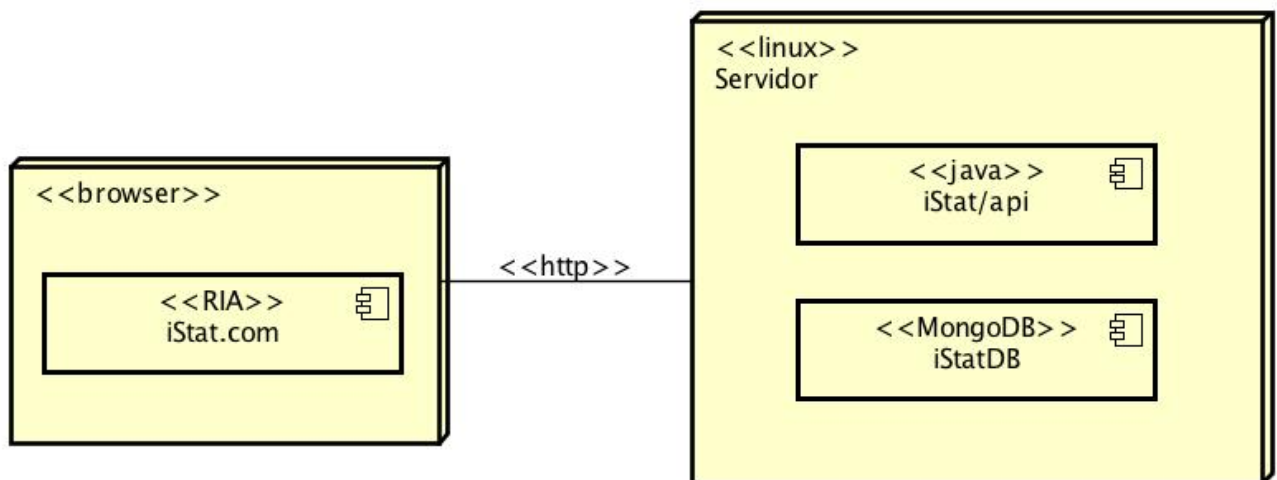 <<browser>>
<<RIA>>
iStat.com
<<http>>
<<linux>>
Servidor
<<java>>
iStat/api
<<MongoDB>>
iStatDB